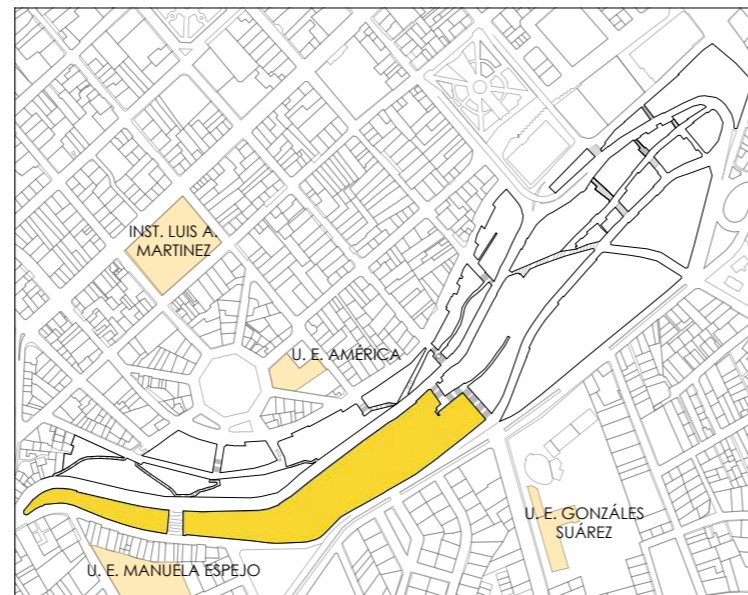 INST. LUIS A.
MARTINEZ
U. E. AMÉRICA
U. E. GONZÁLES
SUÁREZ
U. E. MANUELA ESPEJO